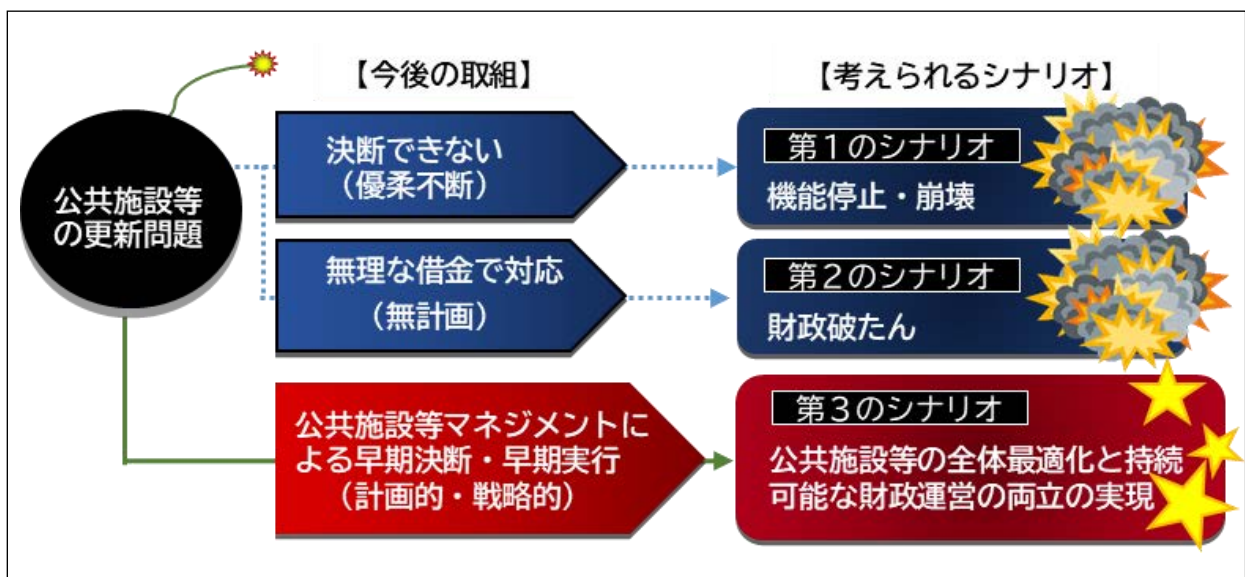 【今後の取組】
【考えられるシナリオ】
公共施設等
の更新問題
決断できない
（優柔不断）
第１のシナリオ
機能停止・崩壊
無理な借金で対応
（無計画）
第２のシナリオ
財政破たん
公共施設等マネジメントに
よる早期決断・早期実行
（計画的・戦略的）
第３のシナリオ
公共施設等の全体最適化と持続
可能な財政運営の両立の実現